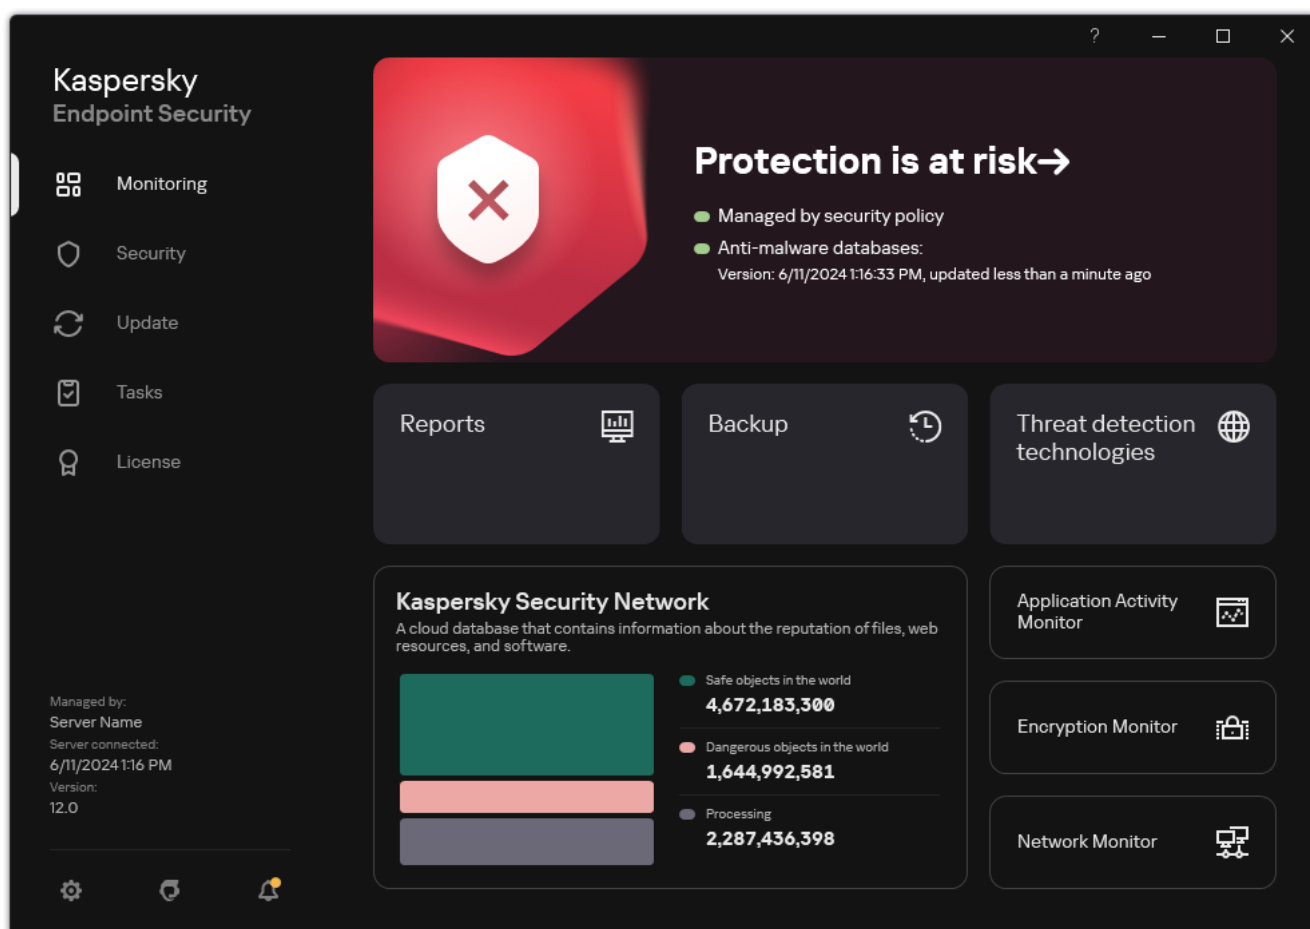 ?
Kaspersky
Endpoint Security
Monitoring
Security
Update
Tasks
License
Managed by:
Server Name
Server connected:
6/11/2024 1:16 PM
Version:
12.0
Protection is at risk→
Managed by security policy
Anti-malware databases:
Version: 6/11/2024 1:16:33 PM, updated less than a minute ago
Reports
Backup
Threat detection
technologies
Kaspersky Security Network
A cloud database that contains information about the reputation of files, web
resources, and software.
Safe objects in the world
4,672,183,300
Dangerous objects in the world
1,644,992,581
Processing
2,287,436,398
Application Activity
Monitor
Encryption Monitor
Network Monitor